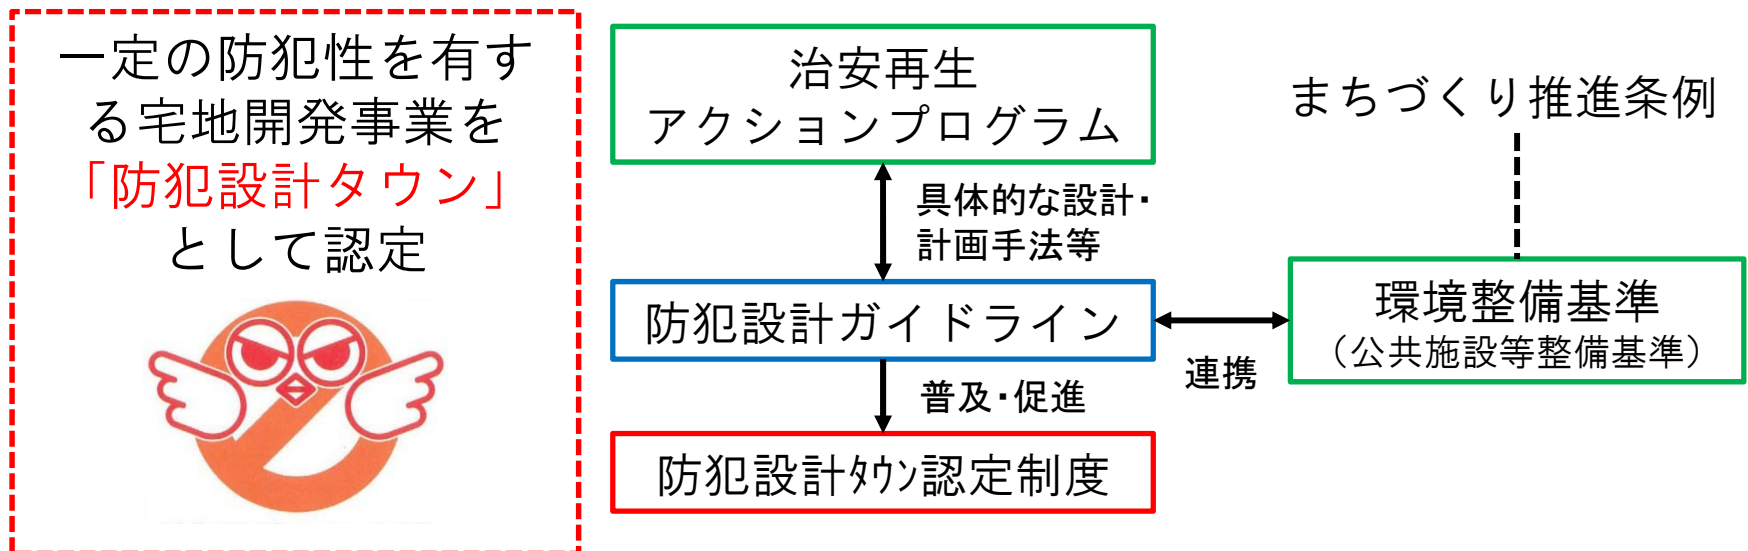 一定の防犯性を有す
る宅地開発事業を
「防犯設計タウン」
として認定
治安再生
アクションプログラム
具体的な設計・
計画手法等
防犯設計ガイドライン
普及・促進
防犯設計ﾀｳﾝ認定制度
まちづくり推進条例
環境整備基準
（公共施設等整備基準）
連携